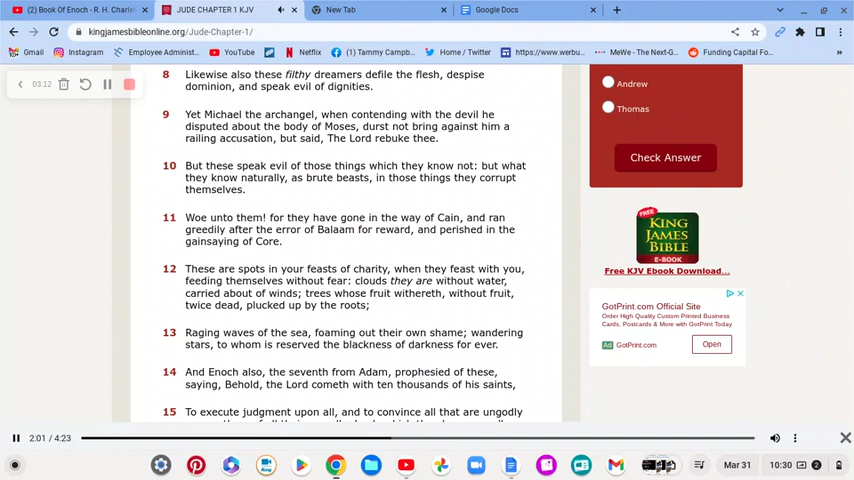 (2) Book Of Enoch - R. H. Charle
JUDE CHAPTER 1 KJV
New Tab
Google Docs
kingjamesbibleonline.org/Jude-Chapter-1/
Gmail
Instagram
Employee Administ...
YouTube
Netflix
(1) Tammy Campb...
Home / Twitter
https://www.werbu...
MeWe - The Next-G...
Refunding Capital Fo...
03:12
8 Likewise also these filthy dreamers defile the flesh, despise
dominion, and speak evil of dignities.
9 Yet Michael the archangel, when contending with the devil he
disputed about the body of Moses, durst not bring against him a
railing accusation, but said, The Lord rebuke thee.
10 But these speak evil of those things which they know not: but what
they know naturally, as brute beasts, in those things they corrupt
themselves.
11 Woe unto them! for they have gone in the way of Cain, and ran
greedily after the error of Balaam for reward, and perished in the
gainsaying of Core.
12 These are spots in your feasts of charity, when they feast with you,
feeding themselves without fear: clouds they are without water,
carried about of winds; trees whose fruit withereth, without fruit,
twice dead, plucked up by the roots;
13 Raging waves of the sea, foaming out their own shame; wandering
stars, to whom is reserved the blackness of darkness for ever.
14 And Enoch also, the seventh from Adam, prophesied of these,
saying, Behold, the Lord cometh with ten thousands of his saints,
15 To execute judgment upon all, and to convince all that are ungodly
Andrew
Thomas
Check Answer
FREE
KING
JAMES
BIBLE
E-BOOK
Free KJV Ebook Download...
GotPrint.com Official Site
Order High Quality Custom Printed Business
Cards, Postcards & More with GotPrint Today
Ad GotPrint.com
Open
2:01 / 4:23
Mar 31
10:30
2